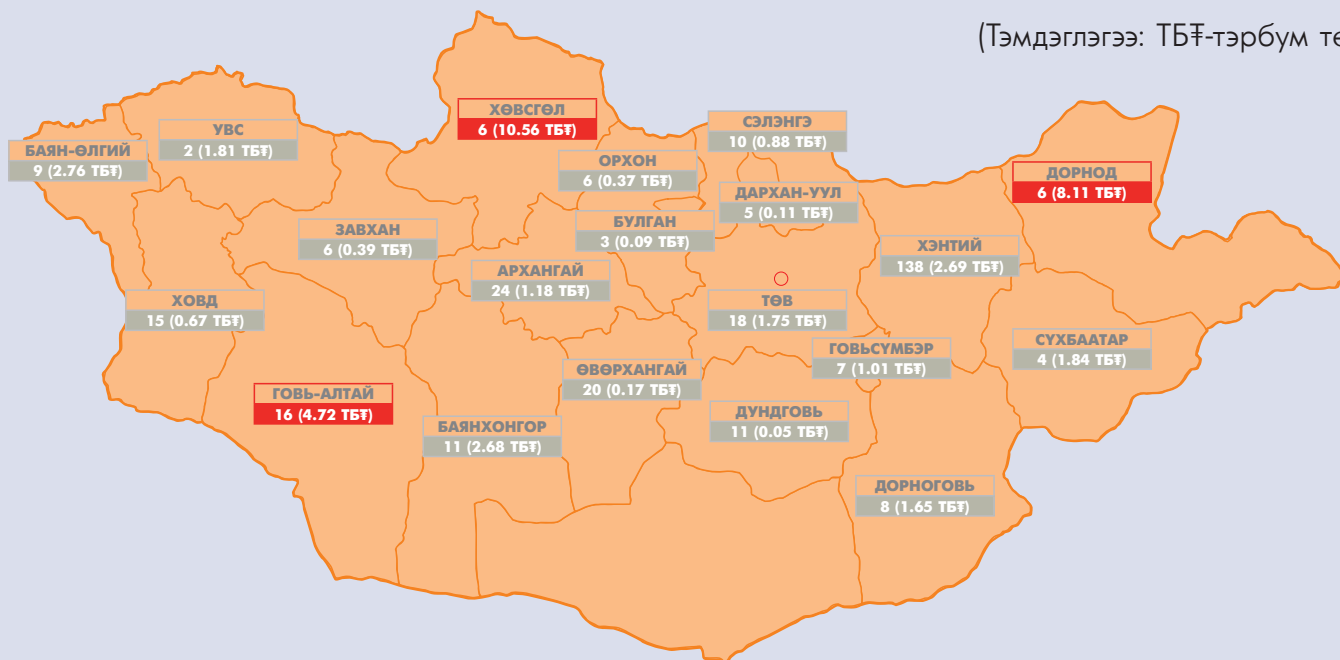 (Тэмдэглэгээ: ТБ₮-тэрбум
ХӨВСГӨЛ
6 (10.56 ТБ₮)
СЭЛЭНГЭ
10 (0.88 ТБ₮)
УВС
2 (1.81 ТБ₮)
БАЯН-ӨЛГИЙ
9 (2.76 ТБ₮)
ОРХОН
6 (0.37 ТБ₮)
ДОРНОД
6 (8.11 ТБ₮)
ДАРХАН-УУЛ
5 (0.11 ТБ₮)
ЗАВХАН
6 (0.39 ТБ₮)
БУЛГАН
3 (0.09 ТБ₮)
ХЭНТИЙ
138 (2.69 ТБ₮)
АРХАНГАЙ
24 (1.18 ТБ₮)
ХОВД
15 (0.67 ТБ₮)
ТӨВ
18 (1.75 ТБ₮)
СҮХБААТАР
4 (1.84 ТБ₮)
ГОВЬСҮМБЭР
7 (1.01 ТБ₮)
ӨВӨРХАНГАЙ
20 (0.17 ТБ₮)
ГОВЬ-АЛТАЙ
16 (4.72 ТБ₮)
ДУНДГОВЬ
11 (0.05 ТБ₮)
БАЯНХОНГОР
11 (2.68 ТБ₮)
ДОРНОГОВЬ
8 (1.65 ТБ₮)